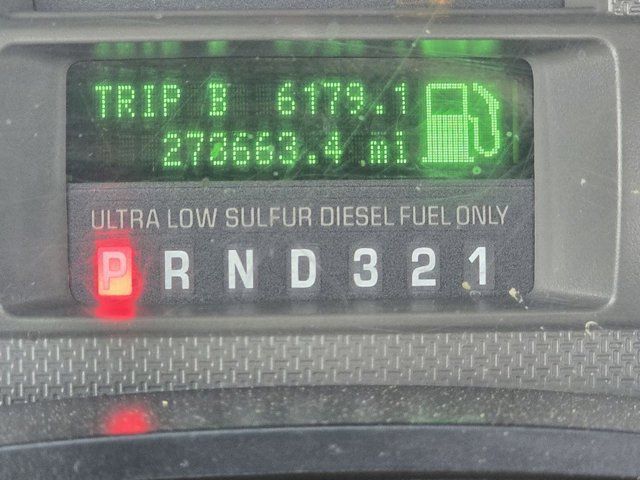 TRIP B 6179.1
270663.4 mi
ULTRA LOW SULFUR DIESEL FUEL ONLY
P R N D 3 2 1